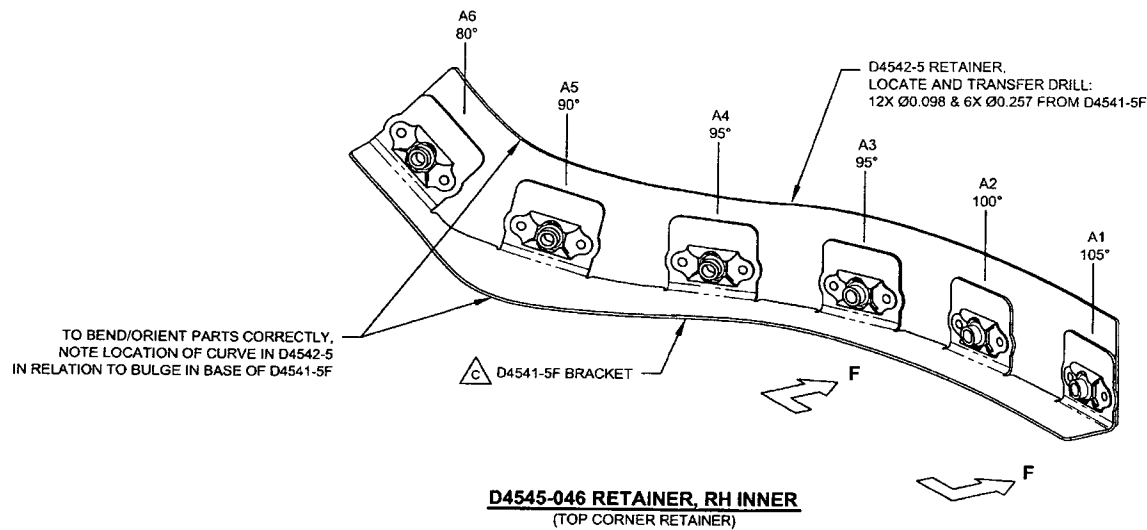 A6
80°
A5
90°
A4
95°
A3
95°
A2
100°
A1
105°
D4542-5 RETAINER,
LOCATE AND TRANSFER DRILL:
12X Ø0.098 & 6X Ø0.257 FROM D4541-5F
TO BEND/ORIENT PARTS CORRECTLY,
NOTE LOCATION OF CURVE IN D4542-5
IN RELATION TO BULGE IN BASE OF D4541-5F
C D4541-5F BRACKET
F
F
D4545-046 RETAINER, RH INNER
(TOP CORNER RETAINER)